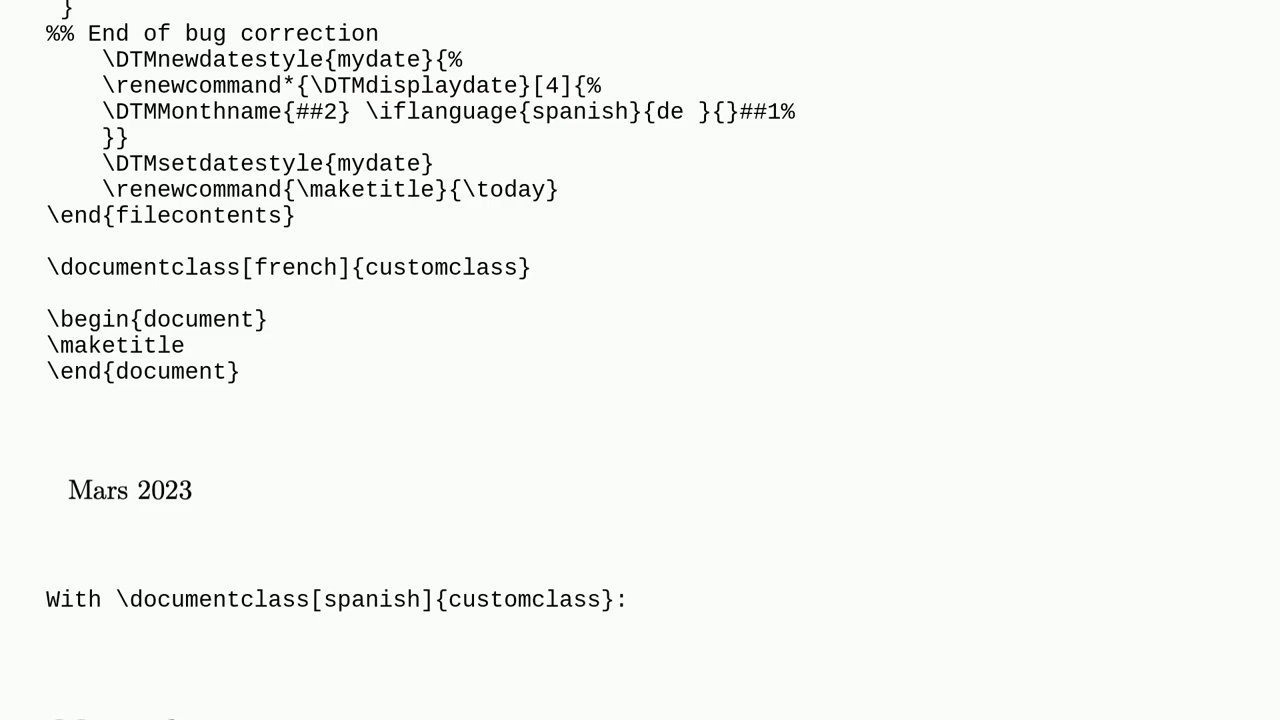 }
%% End of bug correction
\DTMnewdatestyle{mydate}{%
\renewcommand*{\DTMdisplaydate}[4]{%
\DTMMonthname{##2} \iflanguage{spanish}{de }{}##1%
}}
\DTMsetdatestyle{mydate}
\renewcommand{\maketitle}{\today}
\end{filecontents}
\documentclass[french]{customclass}
\begin{document}
\maketitle
\end{document}
Mars 2023
With \documentclass[spanish]{customclass}: